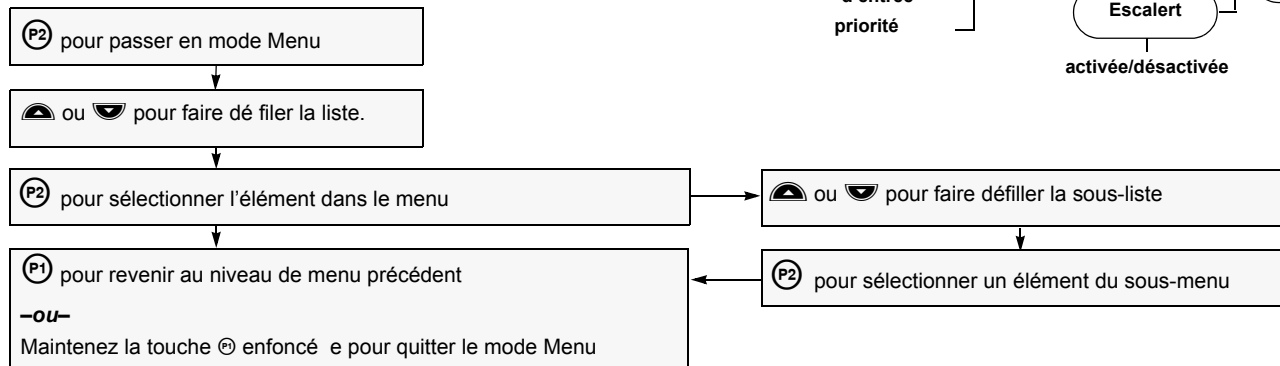 d'entrée
priorité
Escalert
activée/désactivée
P2 pour passer en mode Menu
ou pour faire dé filer la liste.
P2 pour sélectionner l'élément dans le menu
ou pour faire défiller la sous-liste
P2 pour sélectionner un élément du sous-menu
P1 pour revenir au niveau de menu précédent
–ou–
Maintenez la touche P1 enfoncé e pour quitter le mode Menu